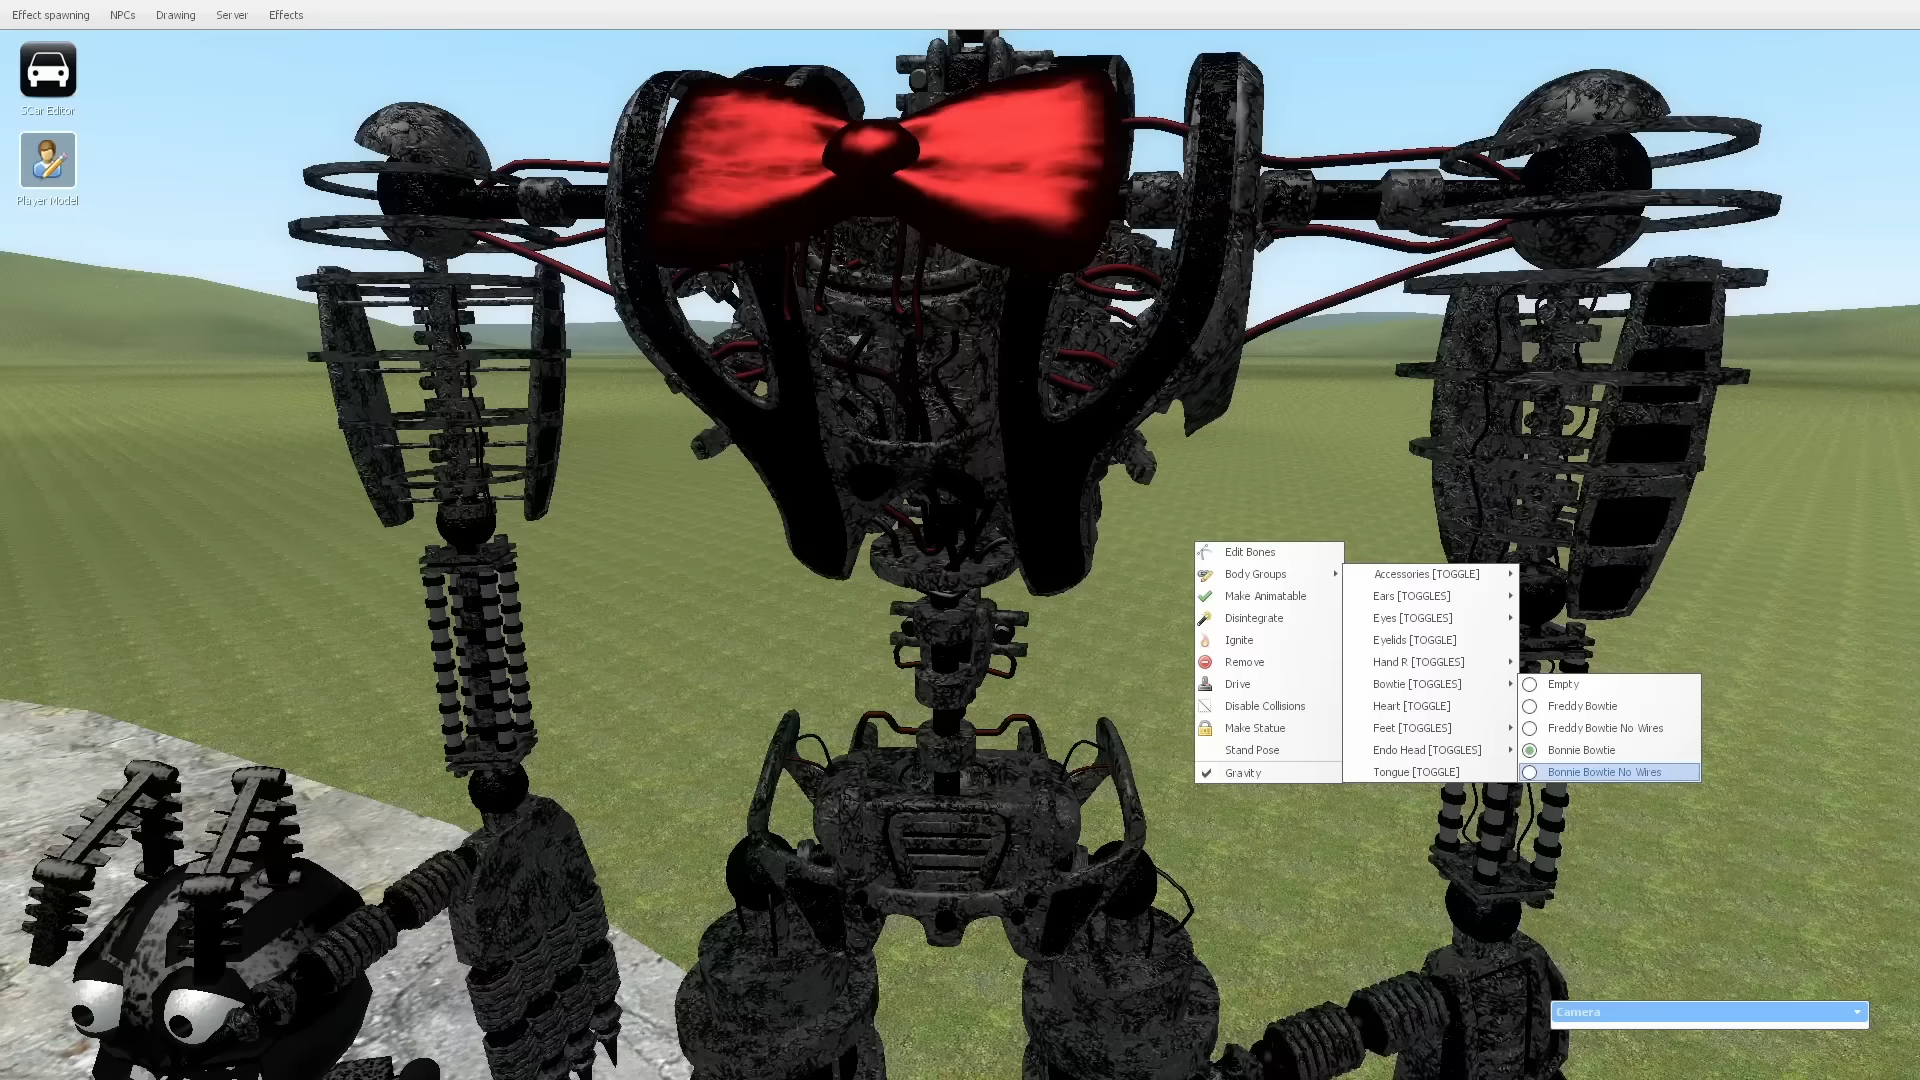 Effect spawning NPCs Drawing Server Effects
SCar Editor
Player Model
Edit Bones
Body Groups
Make Animatable
Disintegrate
Ignite
Remove
Drive
Disable Collisions
Make Statue
Stand Pose
Gravity
Accessories [TOGGLE]
Ears [TOGGLES]
Eyes [TOGGLES]
Eyelids [TOGGLE]
Hand R [TOGGLES]
Bowtie [TOGGLES]
Heart [TOGGLE]
Feet [TOGGLES]
Endo Head [TOGGLES]
Tongue [TOGGLE]
Empty
Freddy Bowtie
Freddy Bowtie No Wires
Bonnie Bowtie
Bonnie Bowtie No Wires
Camera